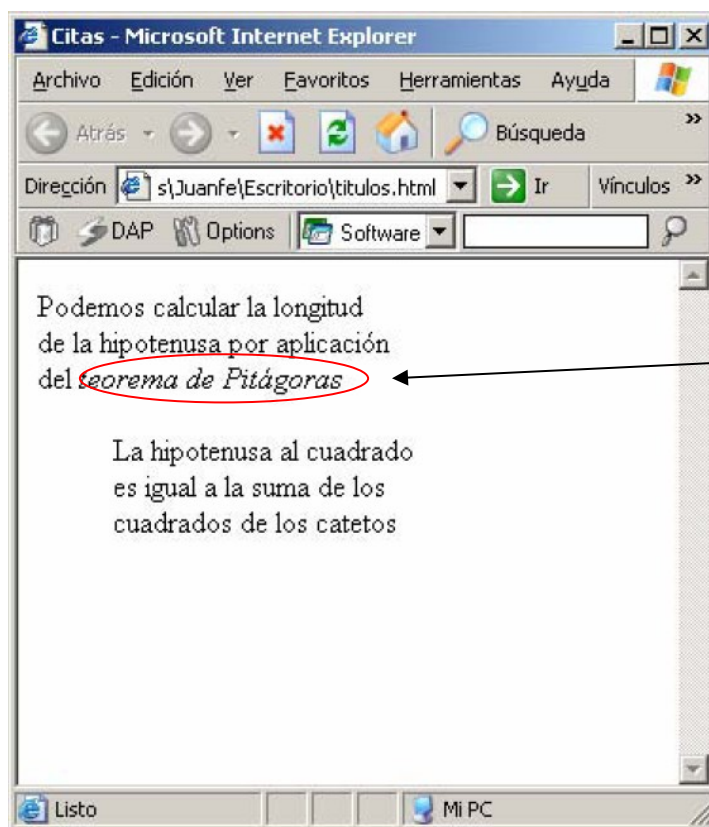 Citas - Microsoft Internet Explorer
Archivo Edición Ver Favoritos Herramientas Ayuda
Atrás Búsqueda »
Dirección s\Juanfe\Escritorio\titulos.html Ir Vínculos »
DAP Options Software
Podemos calcular la longitud
de la hipotenusa por aplicación
del teorema de Pitágoras
La hipotenusa al cuadrado
es igual a la suma de los
cuadrados de los catetos
Listo Mi PC